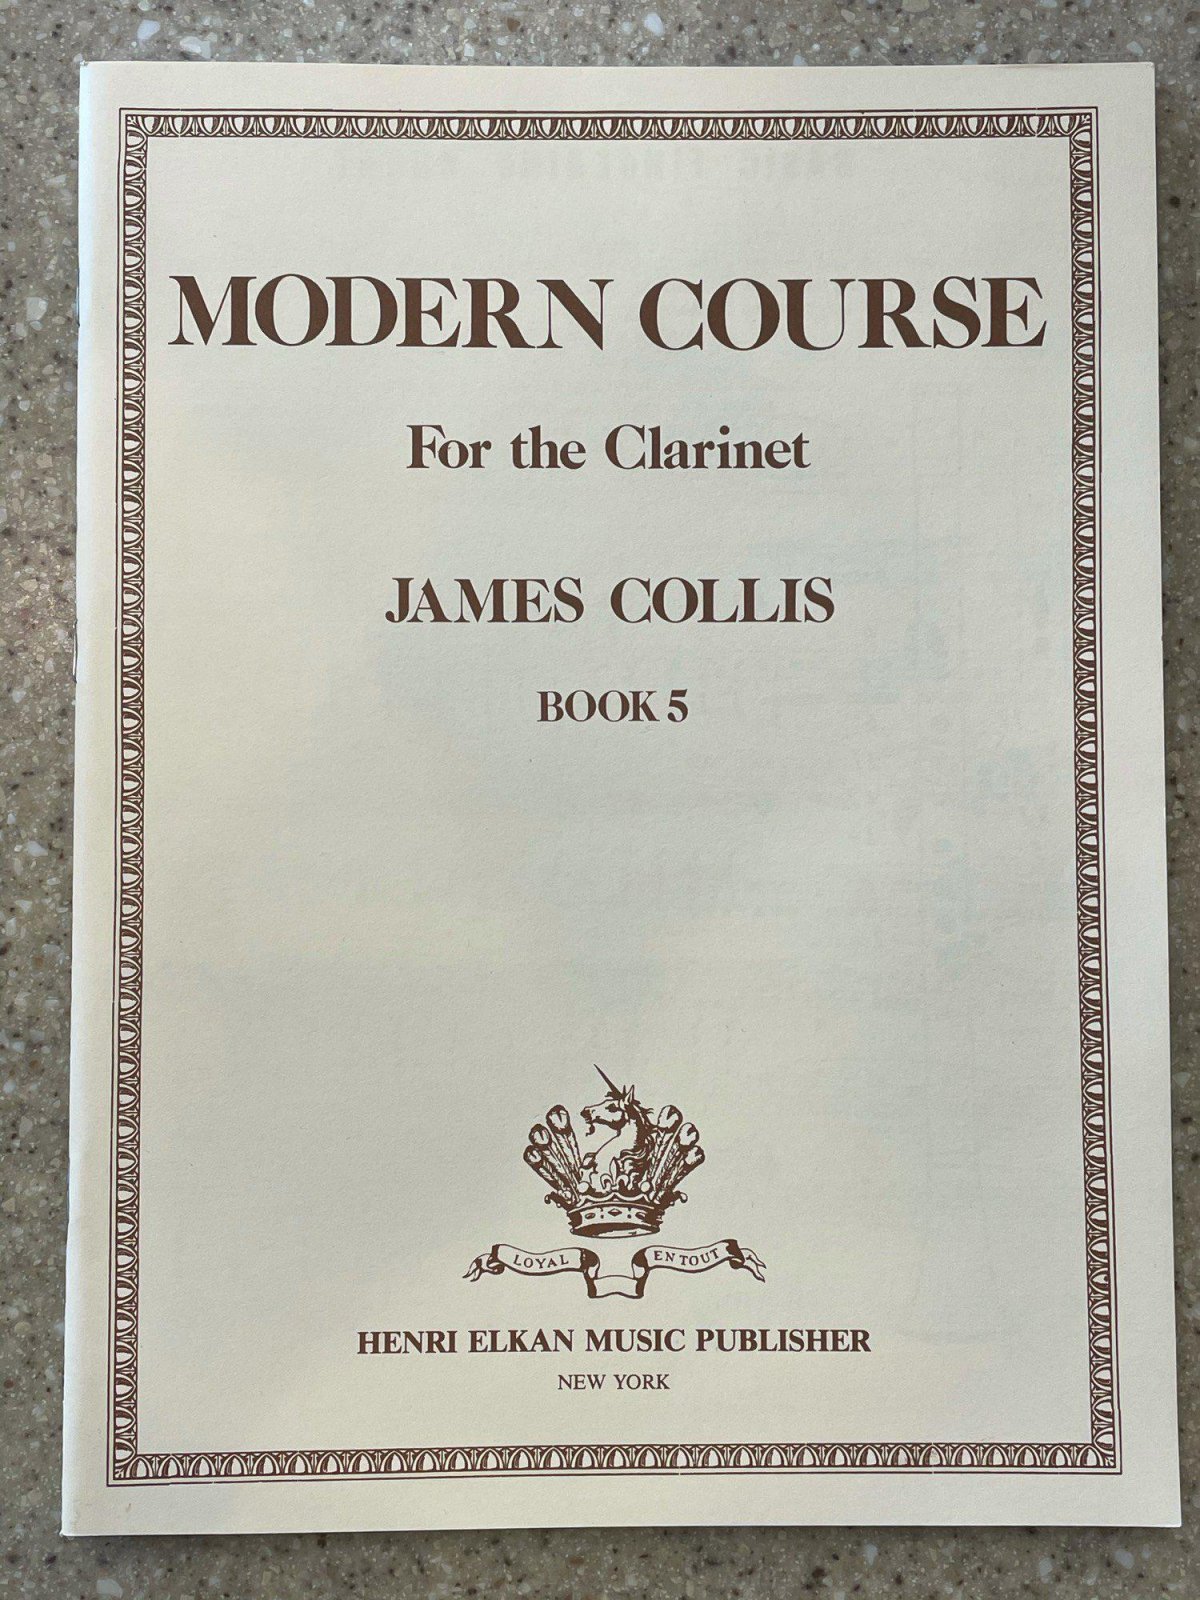 MODERN COURSE
For the Clarinet
JAMES COLLIS
BOOK 5
LOYAL EN TOUT
HENRI ELKAN MUSIC PUBLISHER
NEW YORK